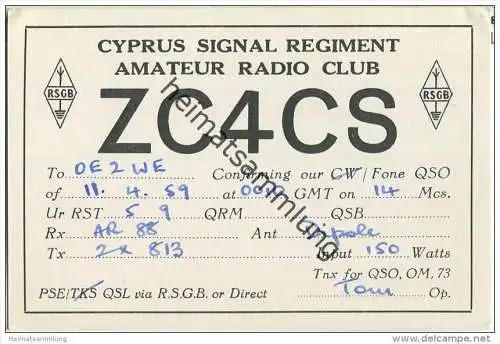 CYPRUS SIGNAL REGIMENT
AMATEUR RADIO CLUB
RSGB RSGB
ZC4CS
To OE2WE Confirming our CW/Fone QSO
of 11. 4. 59 at GMT on 14 Mcs.
Ur RST 5 9 QRM QSB
Rx AR 88 Ant Dipole
Tx 2x 813 Input 150 Watts
Tnx for QSO, OM, 73
PSE/TKS QSL via R.S.G.B. or Direct Tom Op.
heimatsammlung.de
Heimatsammlung
delcampe.net